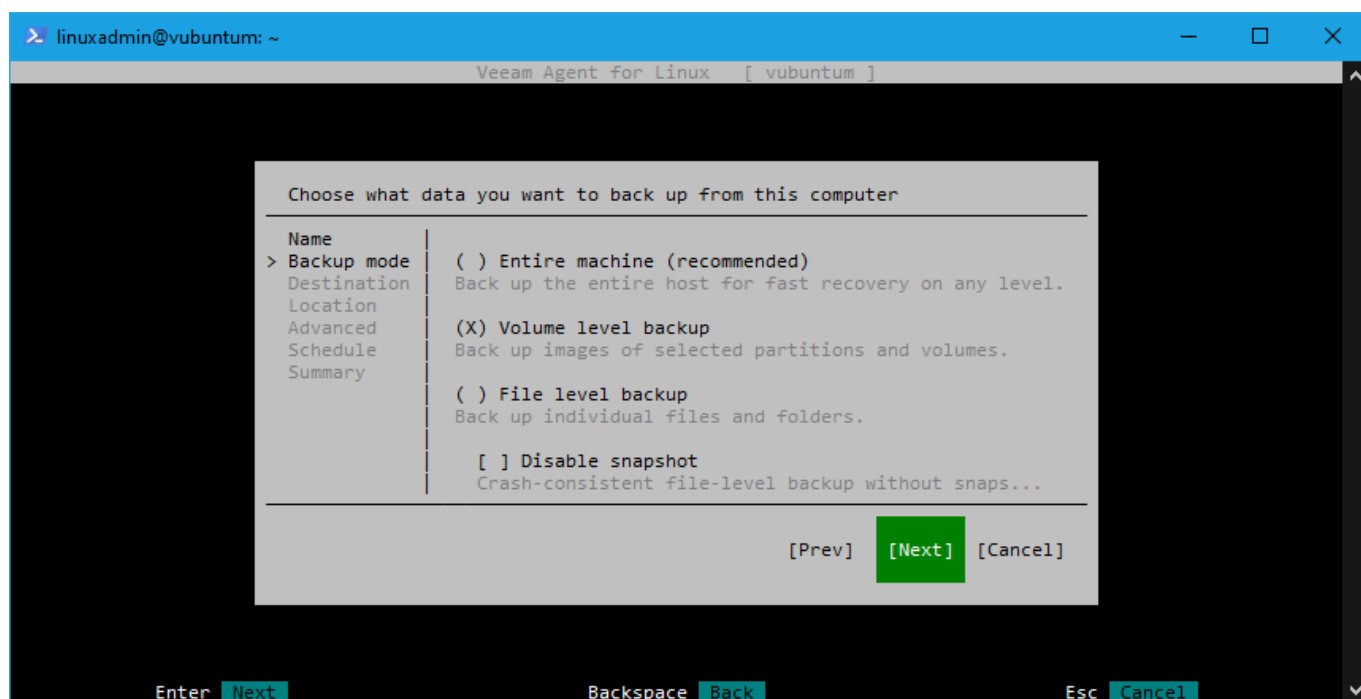 linuxadmin@vubuntum: ~
Veeam Agent for Linux [ vubuntum ]
Choose what data you want to back up from this computer
Name
> Backup mode
Destination
Location
Advanced
Schedule
Summary
( ) Entire machine (recommended)
Back up the entire host for fast recovery on any level.
(X) Volume level backup
Back up images of selected partitions and volumes.
( ) File level backup
Back up individual files and folders.
[ ] Disable snapshot
Crash-consistent file-level backup without snaps...
[Prev] [Next] [Cancel]
Enter Next Backspace Back Esc Cancel